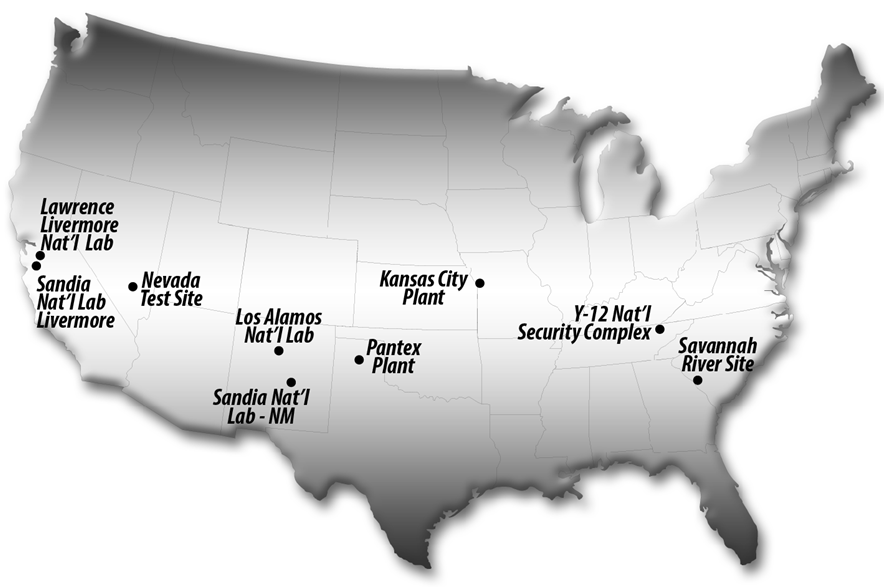 Lawrence
Livermore
Nat'l Lab
Sandia
Nat'l Lab
Livermore
Nevada
Test Site
Los Alamos
Nat'l Lab
Sandia Nat'l
Lab - NM
Pantex
Plant
Kansas City
Plant
Y-12 Nat'l
Security Complex
Savannah
River Site